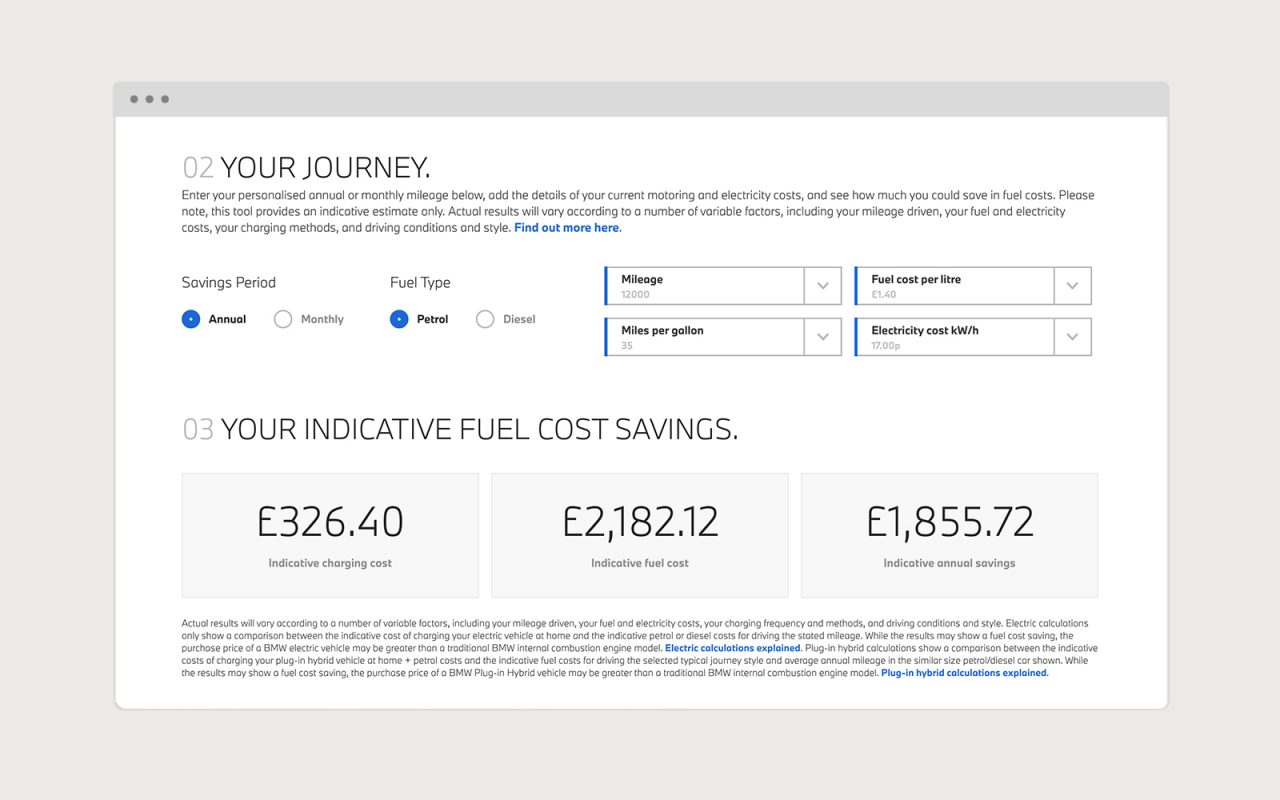 02 YOUR JOURNEY.
Enter your personalised annual or monthly mileage below, add the details of your current motoring and electricity costs, and see how much you could save in fuel costs. Please
note, this tool provides an indicative estimate only. Actual results will vary according to a number of variable factors, including your mileage driven, your fuel and electricity
costs, your charging methods, and driving conditions and style. Find out more here.
Savings Period
Annual Monthly
Fuel Type
Petrol Diesel
Mileage
12000
Fuel cost per litre
£1.40
Miles per gallon
35
Electricity cost kW/h
17.00p
03 YOUR INDICATIVE FUEL COST SAVINGS.
£326.40
Indicative charging cost
£2,182.12
Indicative fuel cost
£1,855.72
Indicative annual savings
Actual results will vary according to a number of variable factors, including your mileage driven, your fuel and electricity costs, your charging frequency and methods, and driving conditions and style. Electric calculations
only show a comparison between the indicative cost of charging your electric vehicle at home and the indicative petrol or diesel costs for driving the stated mileage. While the results may show a fuel cost saving, the
purchase price of a BMW electric vehicle may be greater than a traditional BMW internal combustion engine model. Electric calculations explained. Plug-in hybrid calculations show a comparison between the indicative
costs of charging your plug-in hybrid vehicle at home + petrol costs and the indicative fuel costs for driving the selected typical journey style and average annual mileage in the similar size petrol/diesel car shown. While
the results may show a fuel cost saving, the purchase price of a BMW Plug-in Hybrid vehicle may be greater than a traditional BMW internal combustion engine model. Plug-in hybrid calculations explained.